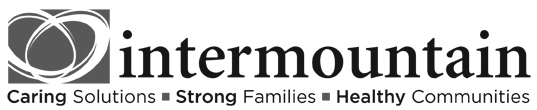 intermountain
Caring Solutions ▪ Strong Families ▪ Healthy Communities